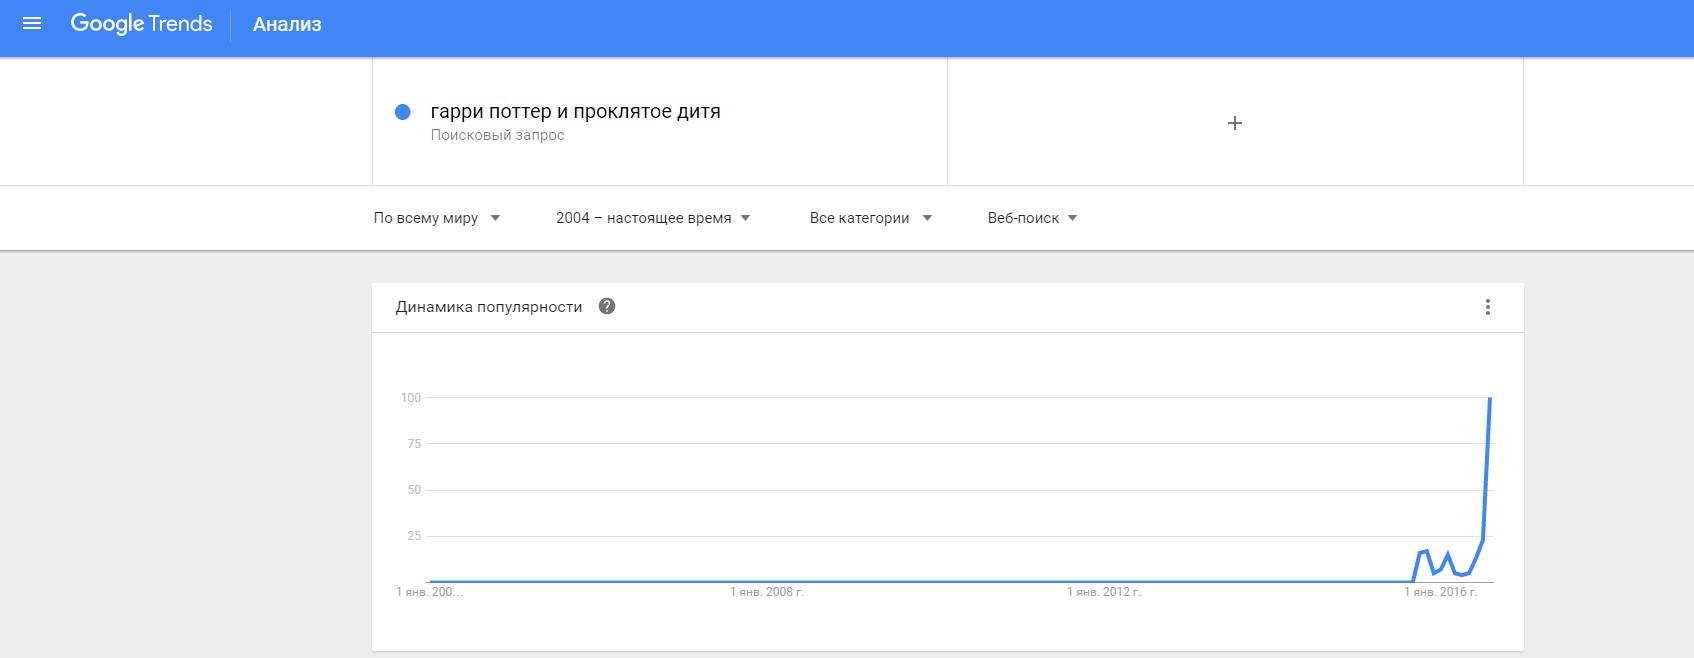 Google Trends Анализ
гарри поттер и проклятое дитя
Поисковый запрос
По всему миру 2004 – настоящее время Все категории Веб-поиск
Динамика популярности
100
75
50
25
1 янв. 200... 1 янв. 2008 г. 1 янв. 2012 г. 1 янв. 2016 г.